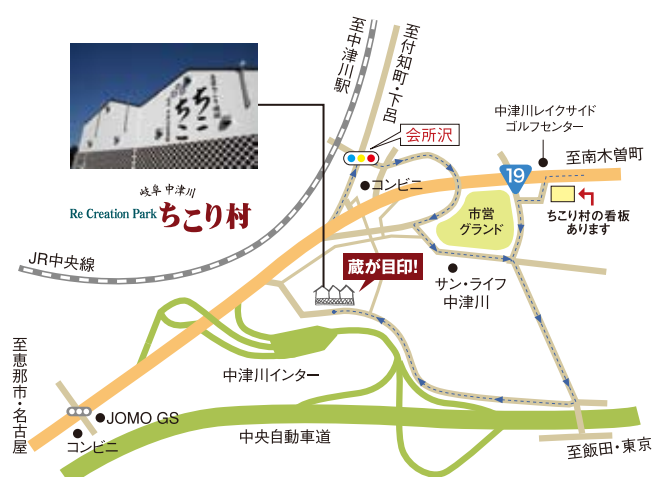 至中津川駅
至付知町・下呂
会所沢
コンビニ
中津川レイクサイド
ゴルフセンター
至南木曽町
19
ちこり村の看板
あります
市営
グランド
ちこ
ちこ
岐阜 中津川
Re Creation Park ちこり村
JR中央線
蔵が目印!
サン・ライフ
中津川
中津川インター
至恵那市・名古屋
JOMO GS
コンビニ
中央自動車道
至飯田・東京